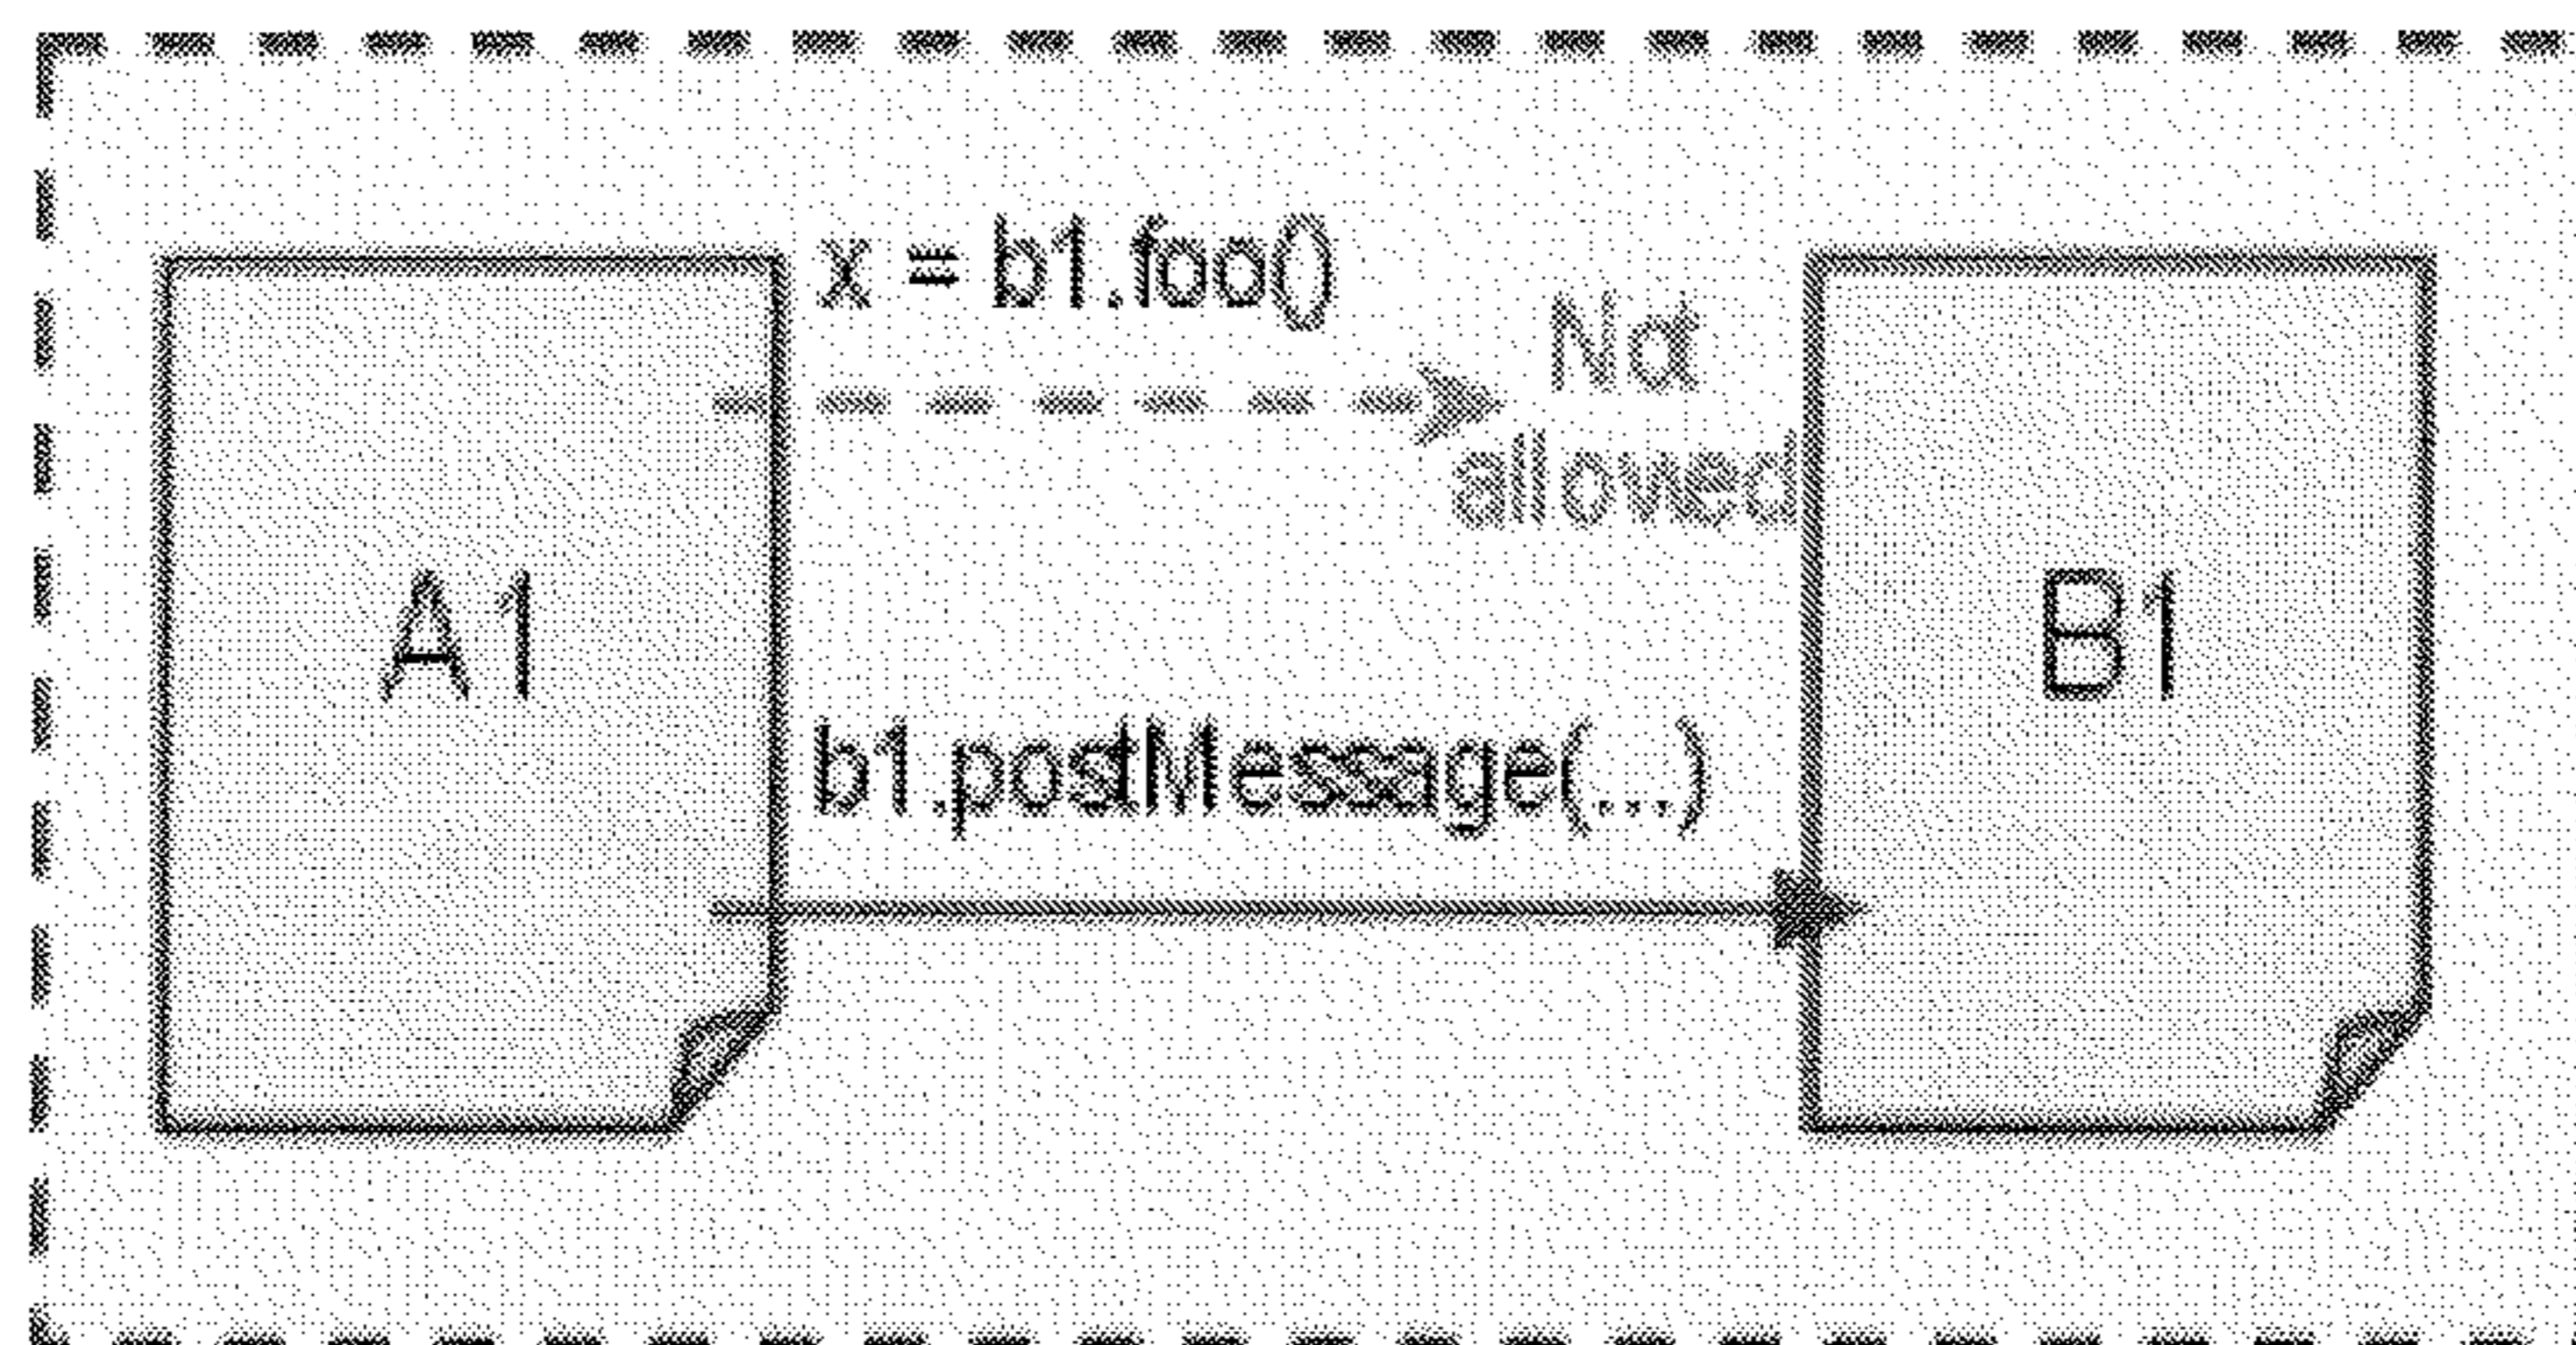 x = b1.foo()
Not
allowed
A1
B1
b1.postMessage(...)